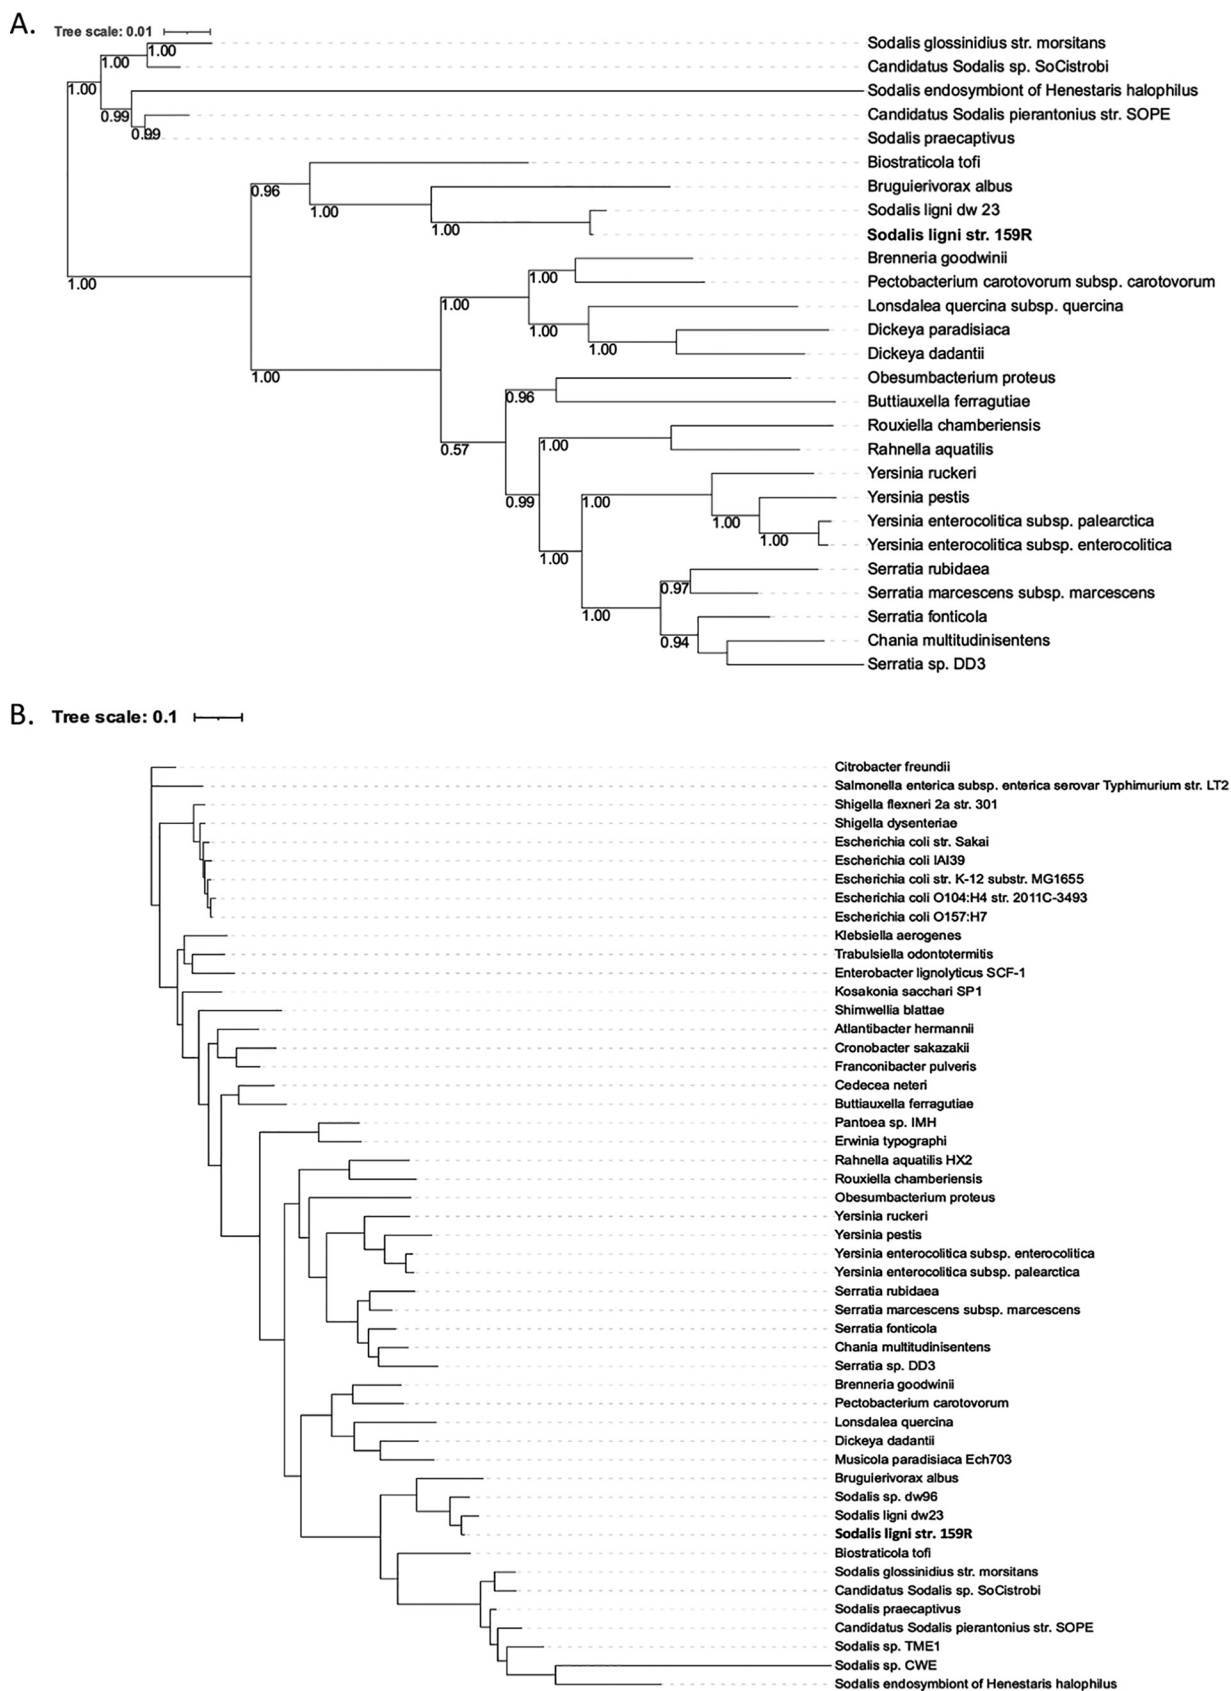 A.
Tree scale: 0.01
1.00
Sodalis glossinidius str. morsitans
1.00
Candidatus Sodalis sp. SoCistrobi
1.00
Sodalis endosymbiont of Henestaris halophilus
0.99
Candidatus Sodalis pierantonius str. SOPE
0.99
Sodalis praecaptivus
Biostraticola tofi
0.96
Bruguierivorax albus
1.00
Sodalis ligni dw 23
1.00
Sodalis ligni str. 159R
Brenneria goodwinii
1.00
1.00
Pectobacterium carotovorum subsp. carotovorum
1.00
Lonsdalea quercina subsp. quercina
1.00
Dickeya paradisiaca
1.00
Dickeya dadantii
1.00
Obesumbacterium proteus
0.96
Buttiauxella ferragutiae
Rouxiella chamberiensis
0.57
1.00
Rahnella aquatilis
Yersinia ruckeri
0.99
1.00
Yersinia pestis
1.00
Yersinia enterocolitica subsp. palearctica
1.00
Yersinia enterocolitica subsp. enterocolitica
1.00
Serratia rubidaea
0.97
Serratia marcescens subsp. marcescens
1.00
Serratia fonticola
0.94
Chania multitudinisentens
Serratia sp. DD3
B.
Tree scale: 0.1
Citrobacter freundii
Salmonella enterica subsp. enterica serovar Typhimurium str. LT2
Shigella flexneri 2a str. 301
Shigella dysenteriae
Escherichia coli str. Sakai
Escherichia coli IAI39
Escherichia coli str. K-12 substr. MG1655
Escherichia coli O104:H4 str. 2011C-3493
Escherichia coli O157:H7
Klebsiella aerogenes
Trabulsiella odontotermitis
Enterobacter lignolyticus SCF-1
Kosakonia sacchari SP1
Shimwellia blattae
Atlantibacter hermannii
Cronobacter sakazakii
Franconibacter pulveris
Cedecea neteri
Buttiauxella ferragutiae
Pantoea sp. IMH
Erwinia typographi
Rahnella aquatilis HX2
Rouxiella chamberiensis
Obesumbacterium proteus
Yersinia ruckeri
Yersinia pestis
Yersinia enterocolitica subsp. enterocolitica
Yersinia enterocolitica subsp. palearctica
Serratia rubidaea
Serratia marcescens subsp. marcescens
Serratia fonticola
Chania multitudinisentens
Serratia sp. DD3
Brenneria goodwinii
Pectobacterium carotovorum
Lonsdalea quercina
Dickeya dadantii
Musicola paradisiaca Ech703
Bruguierivorax albus
Sodalis sp. dw96
Sodalis ligni dw23
Sodalis ligni str. 159R
Biostraticola tofi
Sodalis glossinidius str. morsitans
Candidatus Sodalis sp. SoCistrobi
Sodalis praecaptivus
Candidatus Sodalis pierantonius str. SOPE
Sodalis sp. TME1
Sodalis sp. CWE
Sodalis endosymbiont of Henestaris halophilus